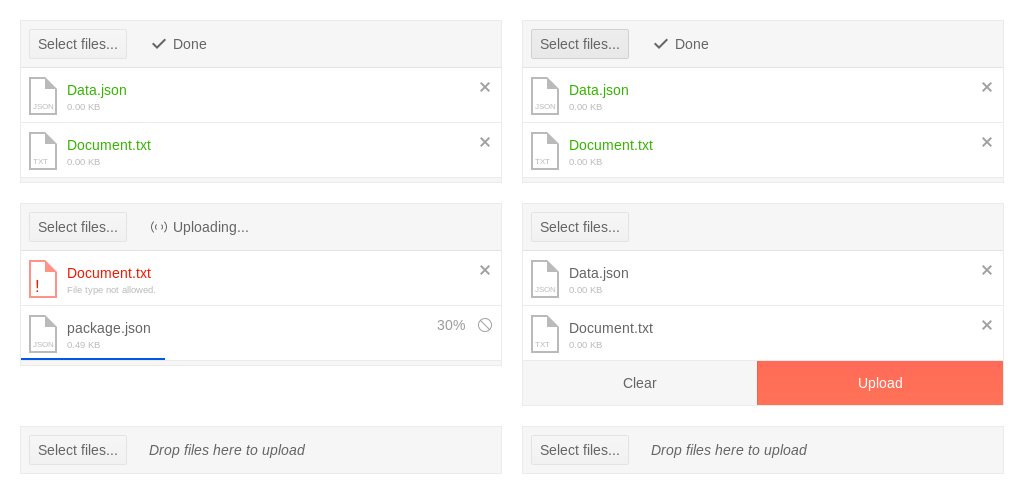 Select files... Done
JSON Data.json
0.00 KB
TXT Document.txt
0.00 KB
Select files... Done
JSON Data.json
0.00 KB
TXT Document.txt
0.00 KB
Select files... Uploading...
! Document.txt
File type not allowed.
JSON package.json 30%
0.49 KB
Select files...
JSON Data.json
0.00 KB
TXT Document.txt
0.00 KB
Clear Upload
Select files... Drop files here to upload
Select files... Drop files here to upload